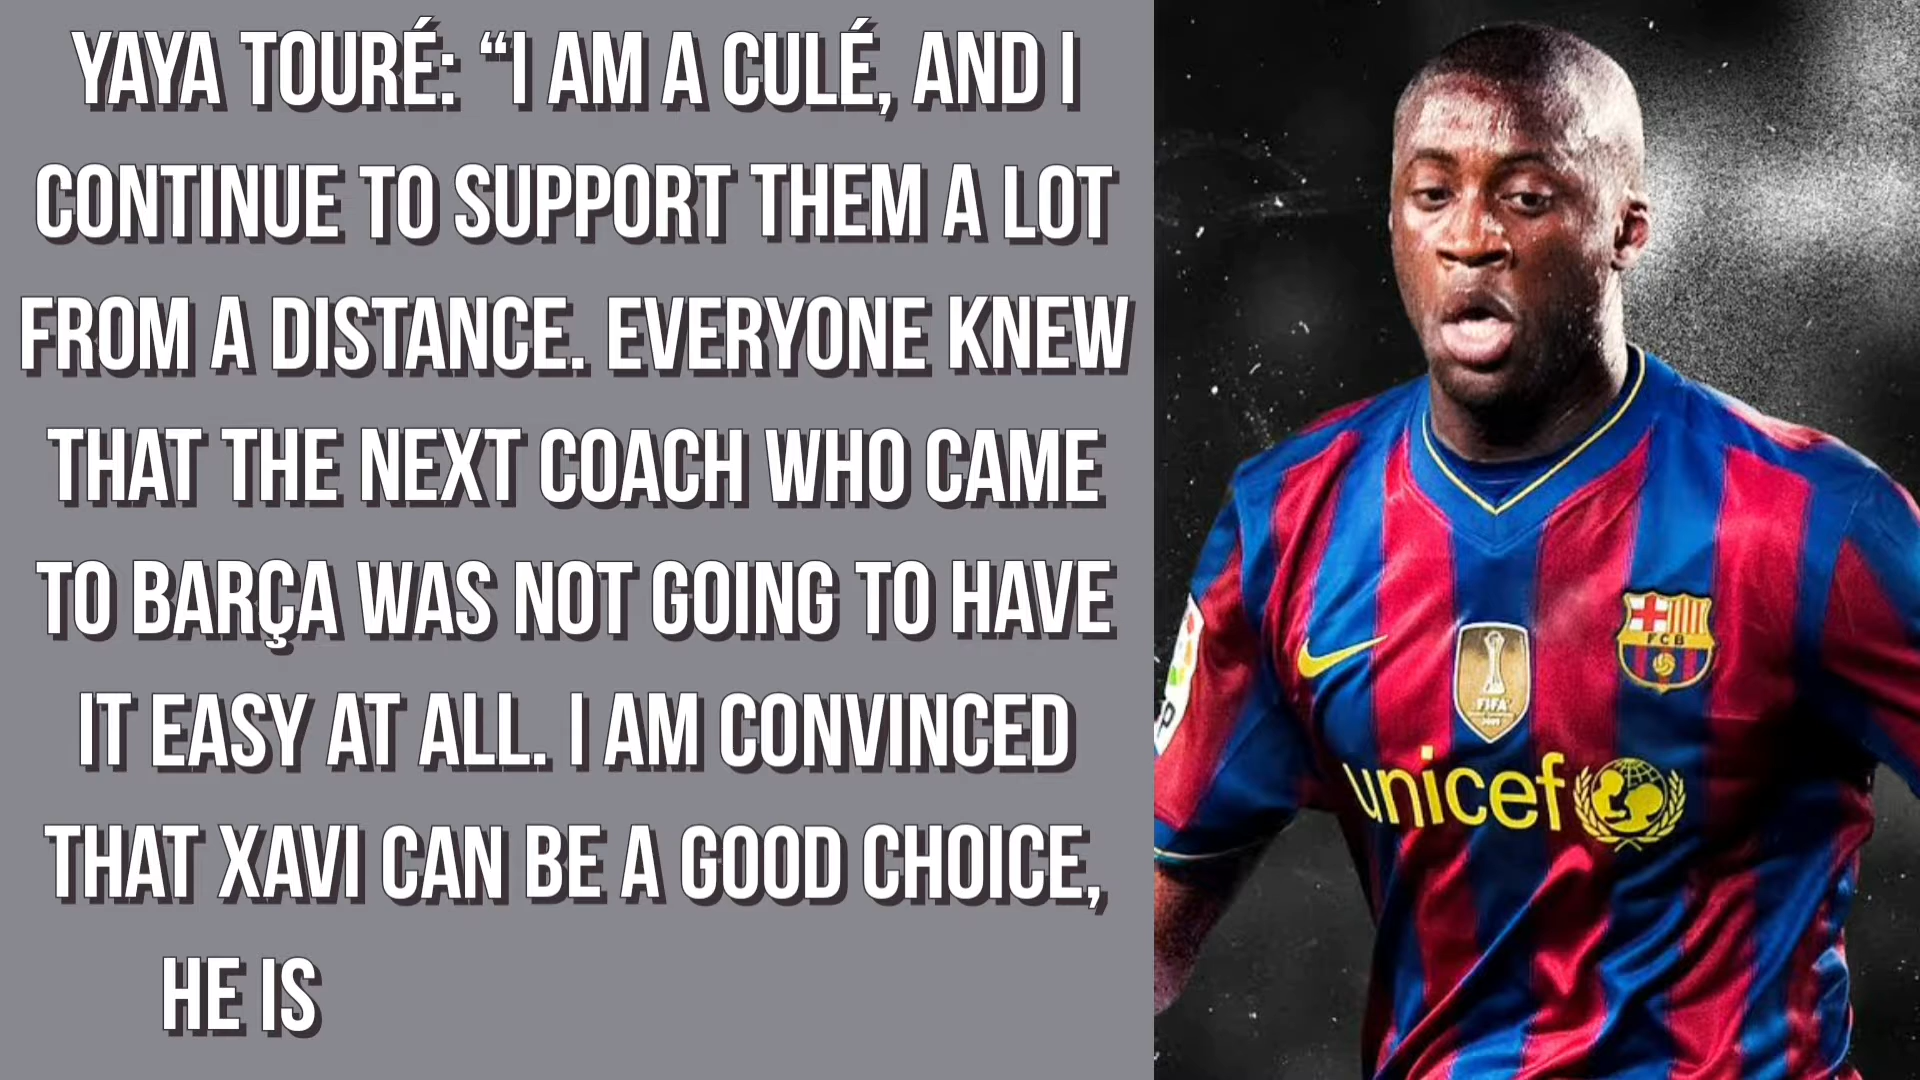 YAYA TOURÉ: “I AM A CULÉ, AND I
CONTINUE TO SUPPORT THEM A LOT
FROM A DISTANCE. EVERYONE KNEW
THAT THE NEXT COACH WHO CAME
TO BARÇA WAS NOT GOING TO HAVE
IT EASY AT ALL. I AM CONVINCED
THAT XAVI CAN BE A GOOD CHOICE,
HE IS
FCB
FIFA
unicef